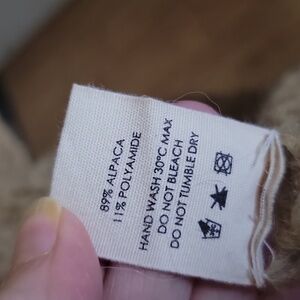 89% ALPACA
11% POLYAMIDE
HAND WASH 30°C MAX
DO NOT BLEACH
DO NOT TUMBLE DRY